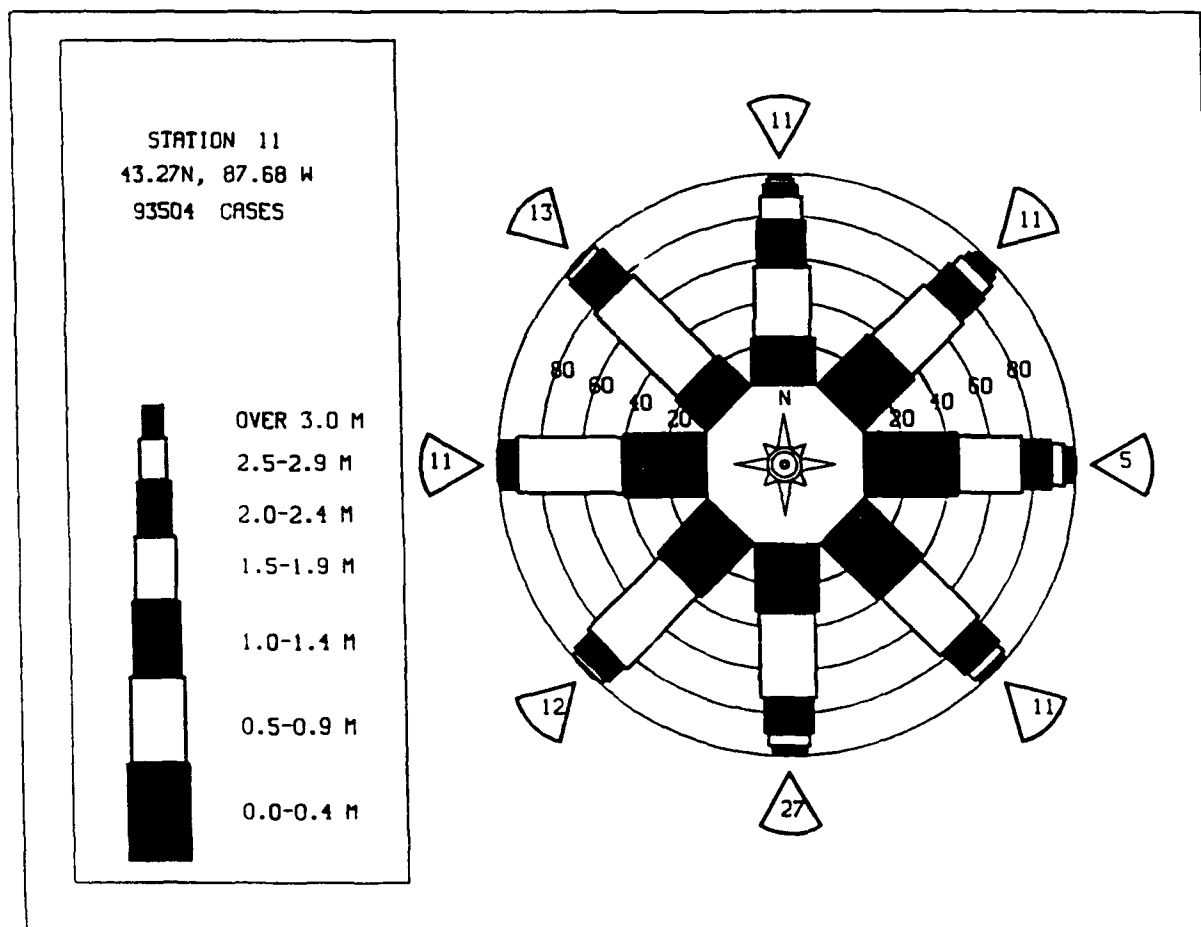 STATION 11
43.27N, 87.68 W
93504 CASES
OVER 3.0 M
2.5-2.9 M
2.0-2.4 M
1.5-1.9 M
1.0-1.4 M
0.5-0.9 M
0.0-0.4 M
11
13
11
80
60
40
20
N
20
40
60
80
11
5
12
11
27